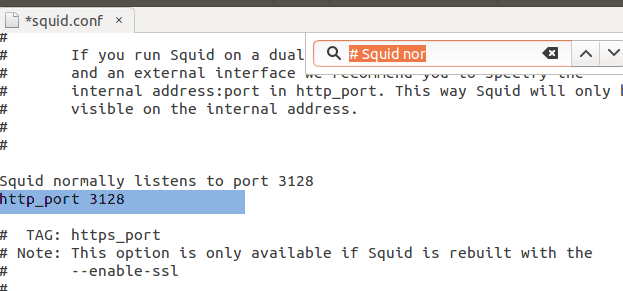 *squid.conf ×
# Squid nor
#
# If you run Squid on a dual
# and an external interface we recommend you to specify the
# internal address:port in http_port. This way Squid will only b
# visible on the internal address.
#
#
Squid normally listens to port 3128
http_port 3128
# TAG: https_port
# Note: This option is only available if Squid is rebuilt with the
# --enable-ssl
#